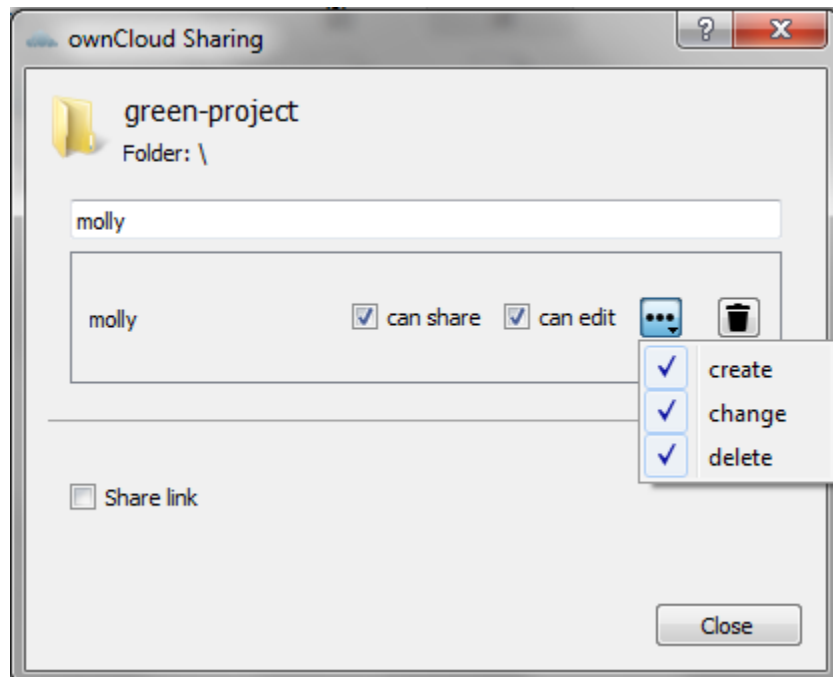 ownCloud Sharing
green-project
Folder: \
molly
molly can share can edit
create
change
delete
Share link
Close